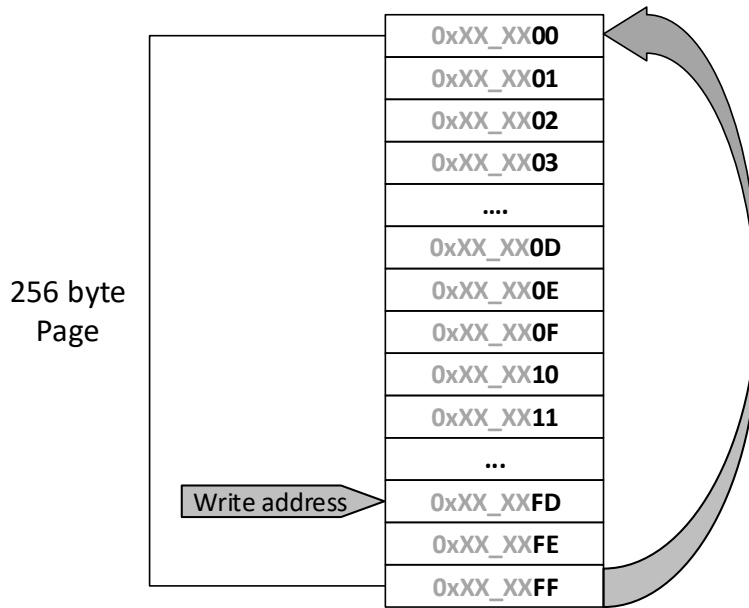 0xXX_XX00
0xXX_XX01
0xXX_XX02
0xXX_XX03
....
0xXX_XX0D
256 byte
Page
0xXX_XX0E
0xXX_XX0F
0xXX_XX10
0xXX_XX11
...
Write address
0xXX_XXFD
0xXX_XXFE
0xXX_XXFF